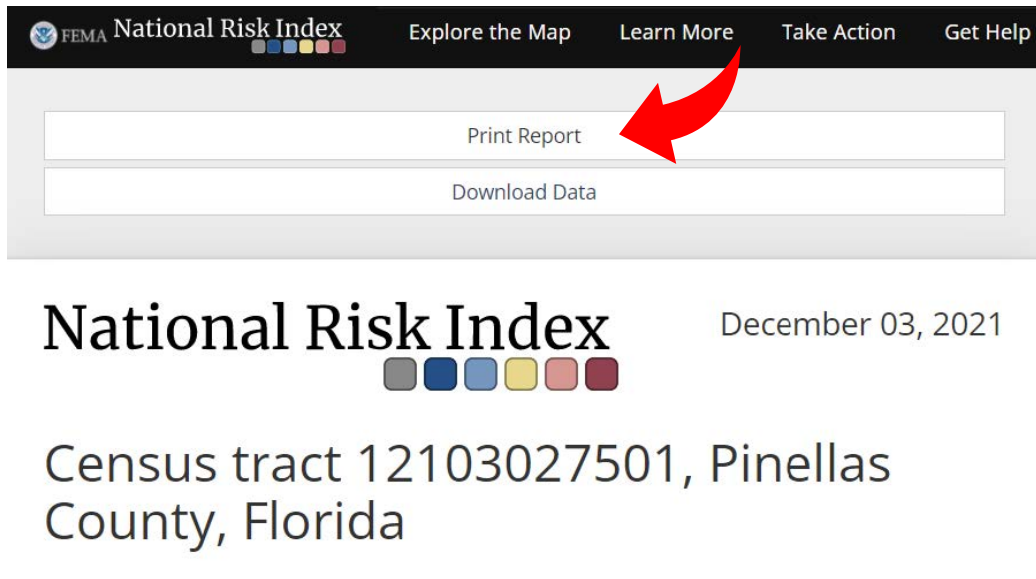 FEMA National Risk Index Explore the Map Learn More Take Action Get Help
Print Report
Download Data
National Risk Index December 03, 2021
Census tract 12103027501, Pinellas
County, Florida